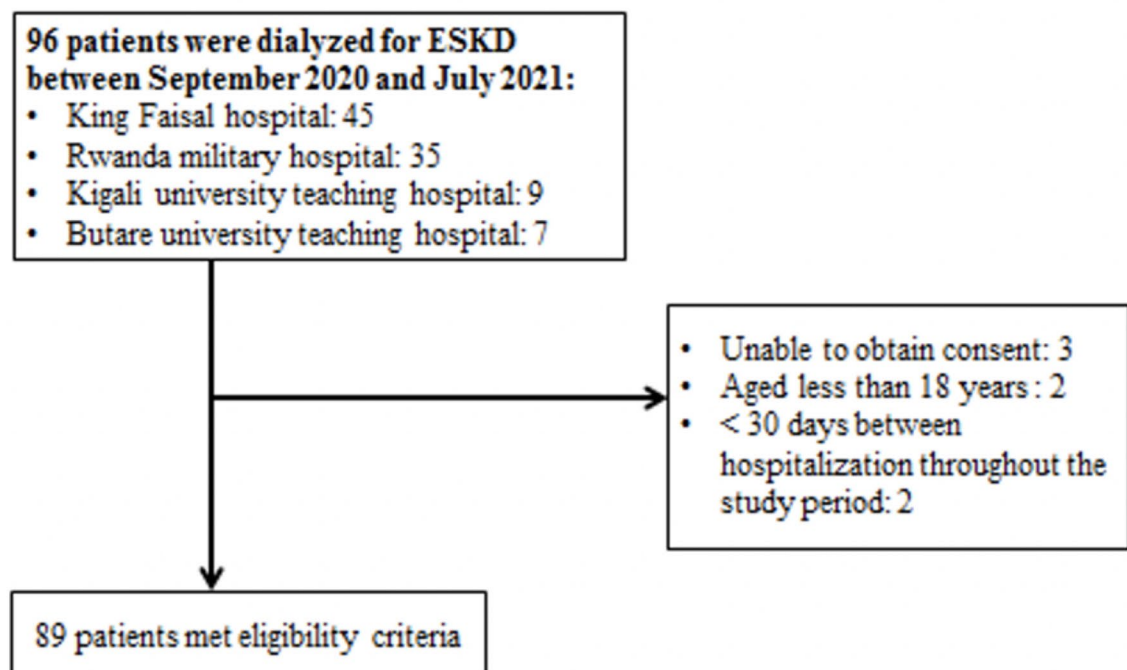 96 patients were dialyzed for ESKD
between September 2020 and July 2021:
• King Faisal hospital: 45
• Rwanda military hospital: 35
• Kigali university teaching hospital: 9
• Butare university teaching hospital: 7
• Unable to obtain consent: 3
• Aged less than 18 years : 2
• < 30 days between
hospitalization throughout the
study period: 2
89 patients met eligibility criteria